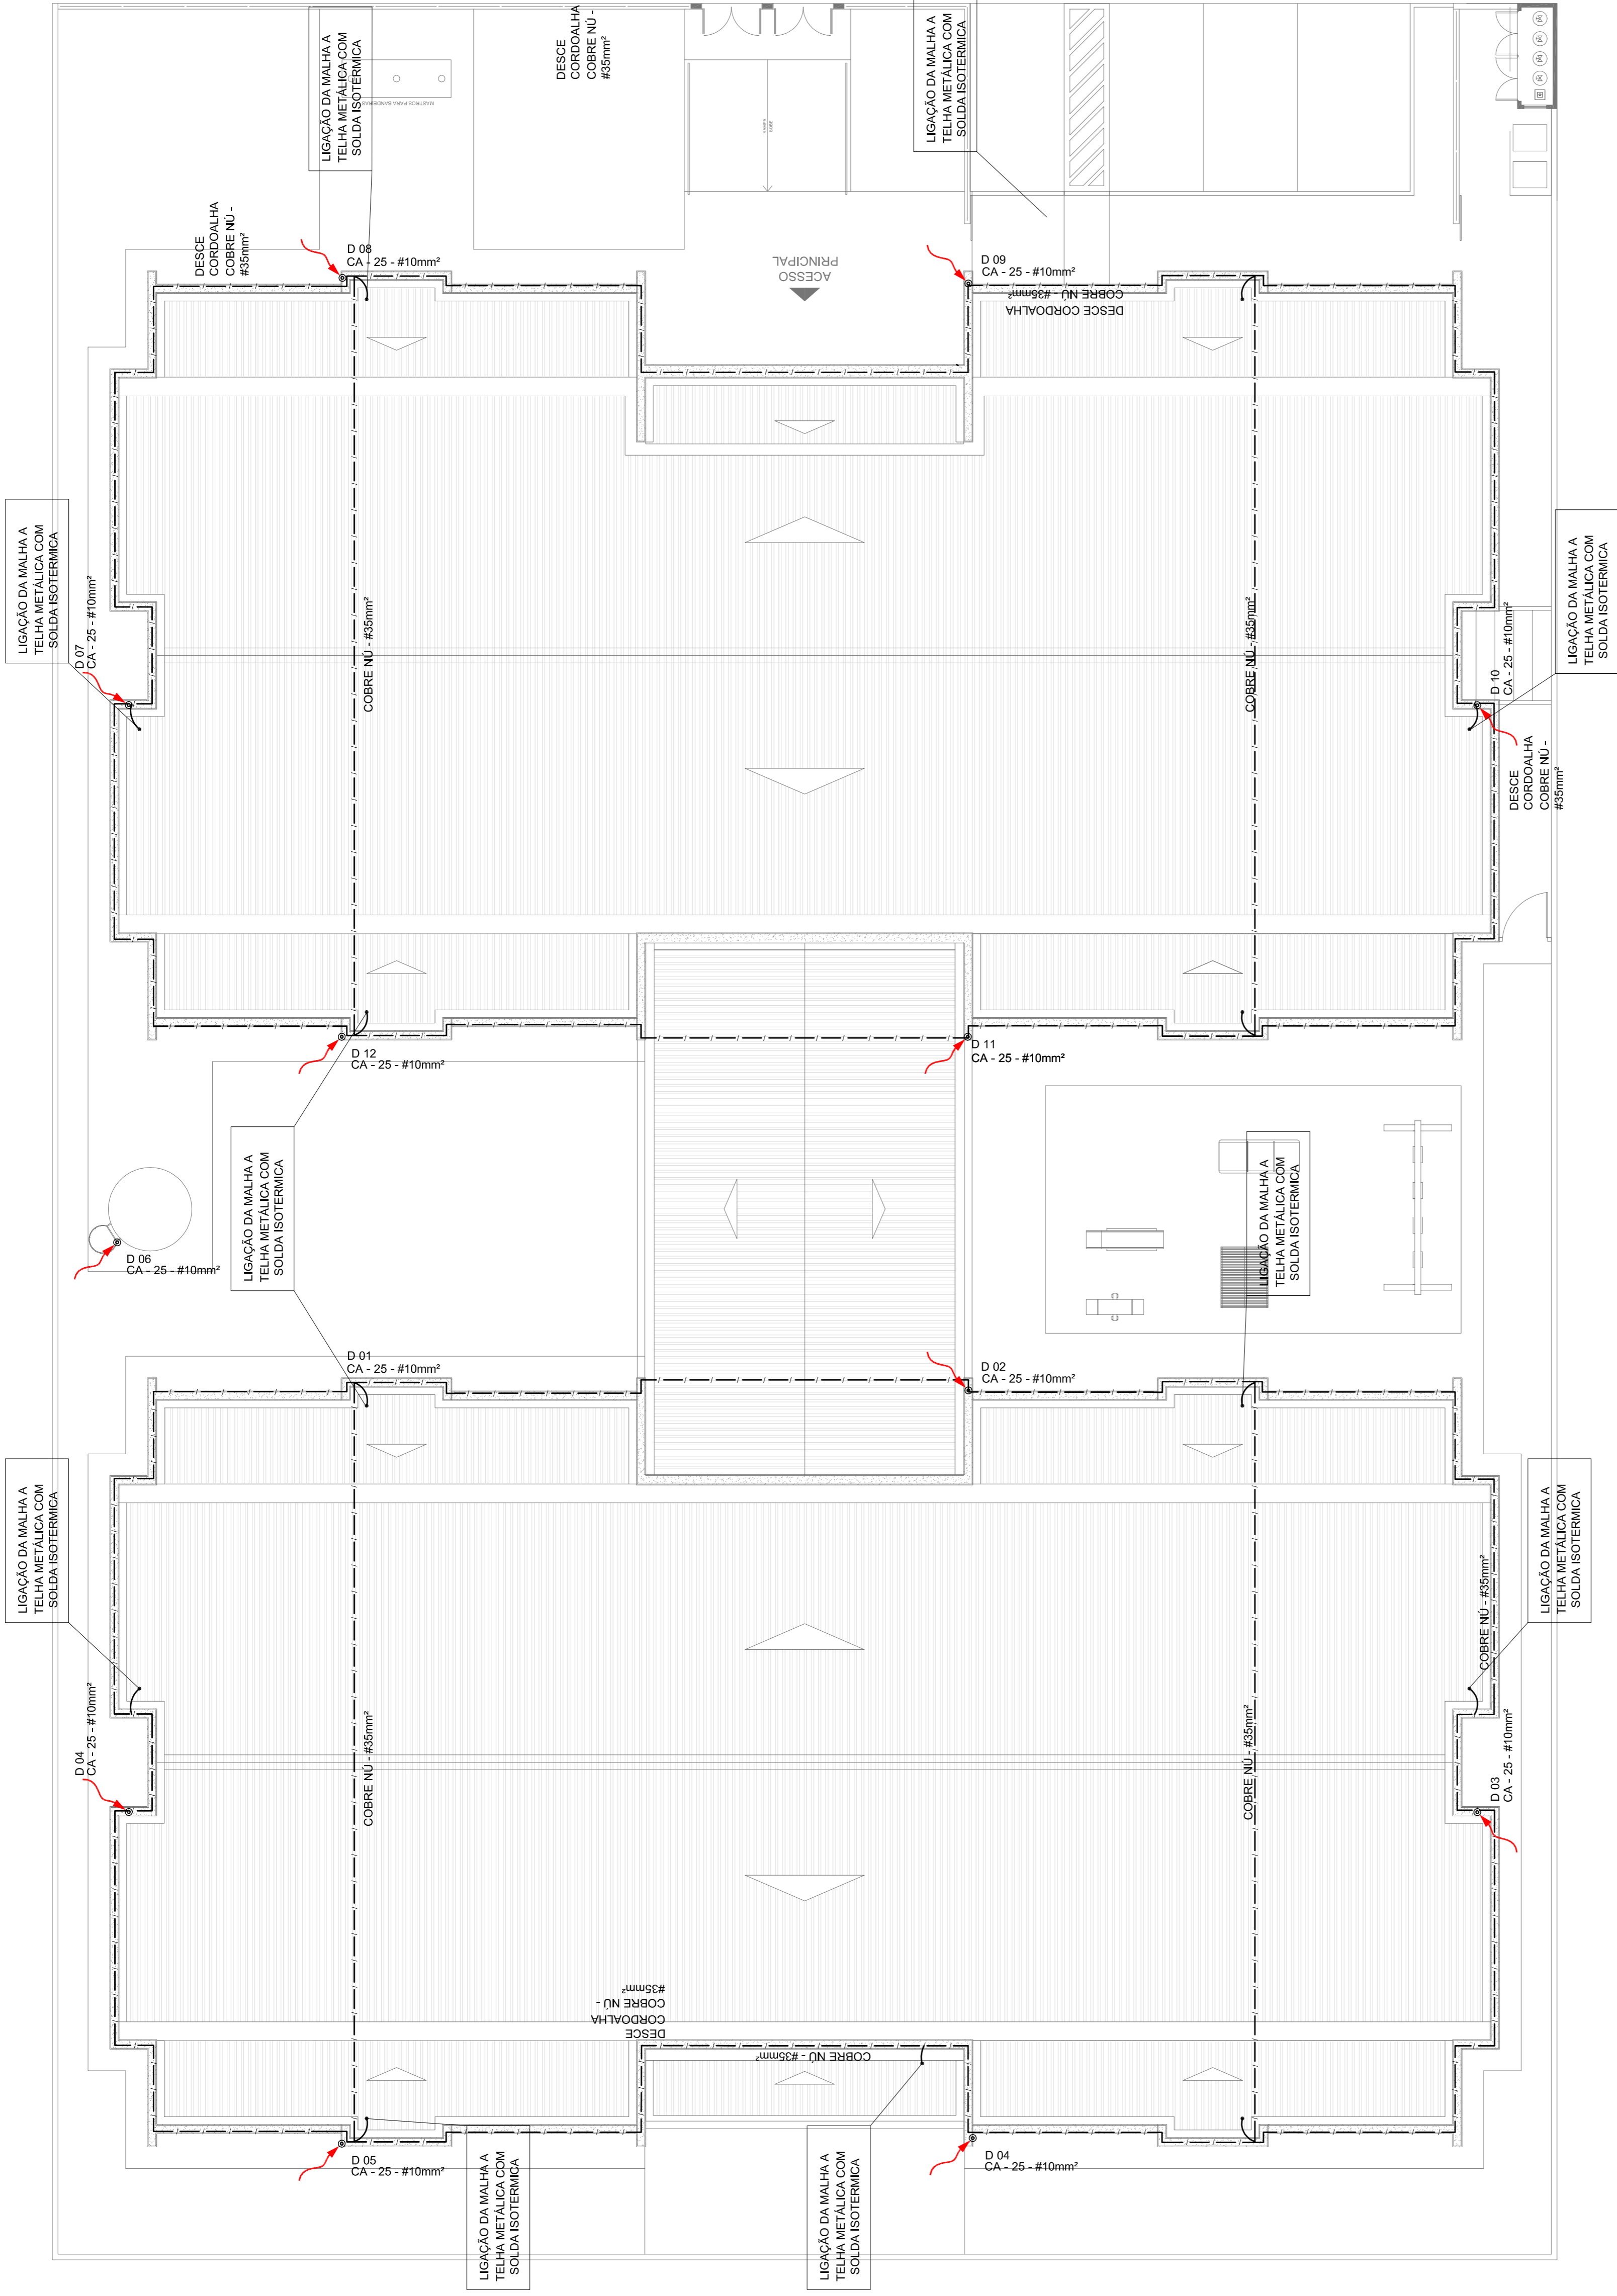 LIGAÇÃO DA MALHA A
TELHA METÁLICA COM
SOLDA ISOTERMICA
MASTROS PARA BANDEIRAS
DESCE
CORDOALHA
COBRE NÚ -
#35mm²
LIGAÇÃO DA MALHA A
TELHA METÁLICA COM
SOLDA ISOTERMICA
DESCE
CORDOALHA
COBRE NÚ -
#35mm²
D 08
CA - 25 - #10mm²
ACESSO
PRINCIPAL
D 09
CA - 25 - #10mm²
DESCE CORDOALHA
COBRE NÚ - #35mm²
LIGAÇÃO DA MALHA A
TELHA METÁLICA COM
SOLDA ISOTERMICA
D 07
CA - 25 - #10mm²
COBRE NÚ - #35mm²
COBRE NÚ - #35mm²
LIGAÇÃO DA MALHA A
TELHA METÁLICA COM
SOLDA ISOTERMICA
D 10
CA - 25 - #10mm²
DESCE
CORDOALHA
COBRE NÚ -
#35mm²
D 12
CA - 25 - #10mm²
D 11
CA - 25 - #10mm²
LIGAÇÃO DA MALHA A
TELHA METÁLICA COM
SOLDA ISOTERMICA
LIGAÇÃO DA MALHA A
TELHA METÁLICA COM
SOLDA ISOTERMICA
D 06
CA - 25 - #10mm²
D 01
CA - 25 - #10mm²
D 02
CA - 25 - #10mm²
LIGAÇÃO DA MALHA A
TELHA METÁLICA COM
SOLDA ISOTERMICA
D 04
CA - 25 - #10mm²
COBRE NÚ - #35mm²
COBRE NÚ - #35mm²
COBRE NÚ - #35mm²
LIGAÇÃO DA MALHA A
TELHA METÁLICA COM
SOLDA ISOTERMICA
D 03
CA - 25 - #10mm²
DESCE
CORDOALHA
COBRE NÚ -
#35mm²
COBRE NÚ - #35mm²
D 05
CA - 25 - #10mm²
LIGAÇÃO DA MALHA A
TELHA METÁLICA COM
SOLDA ISOTERMICA
LIGAÇÃO DA MALHA A
TELHA METÁLICA COM
SOLDA ISOTERMICA
D 04
CA - 25 - #10mm²